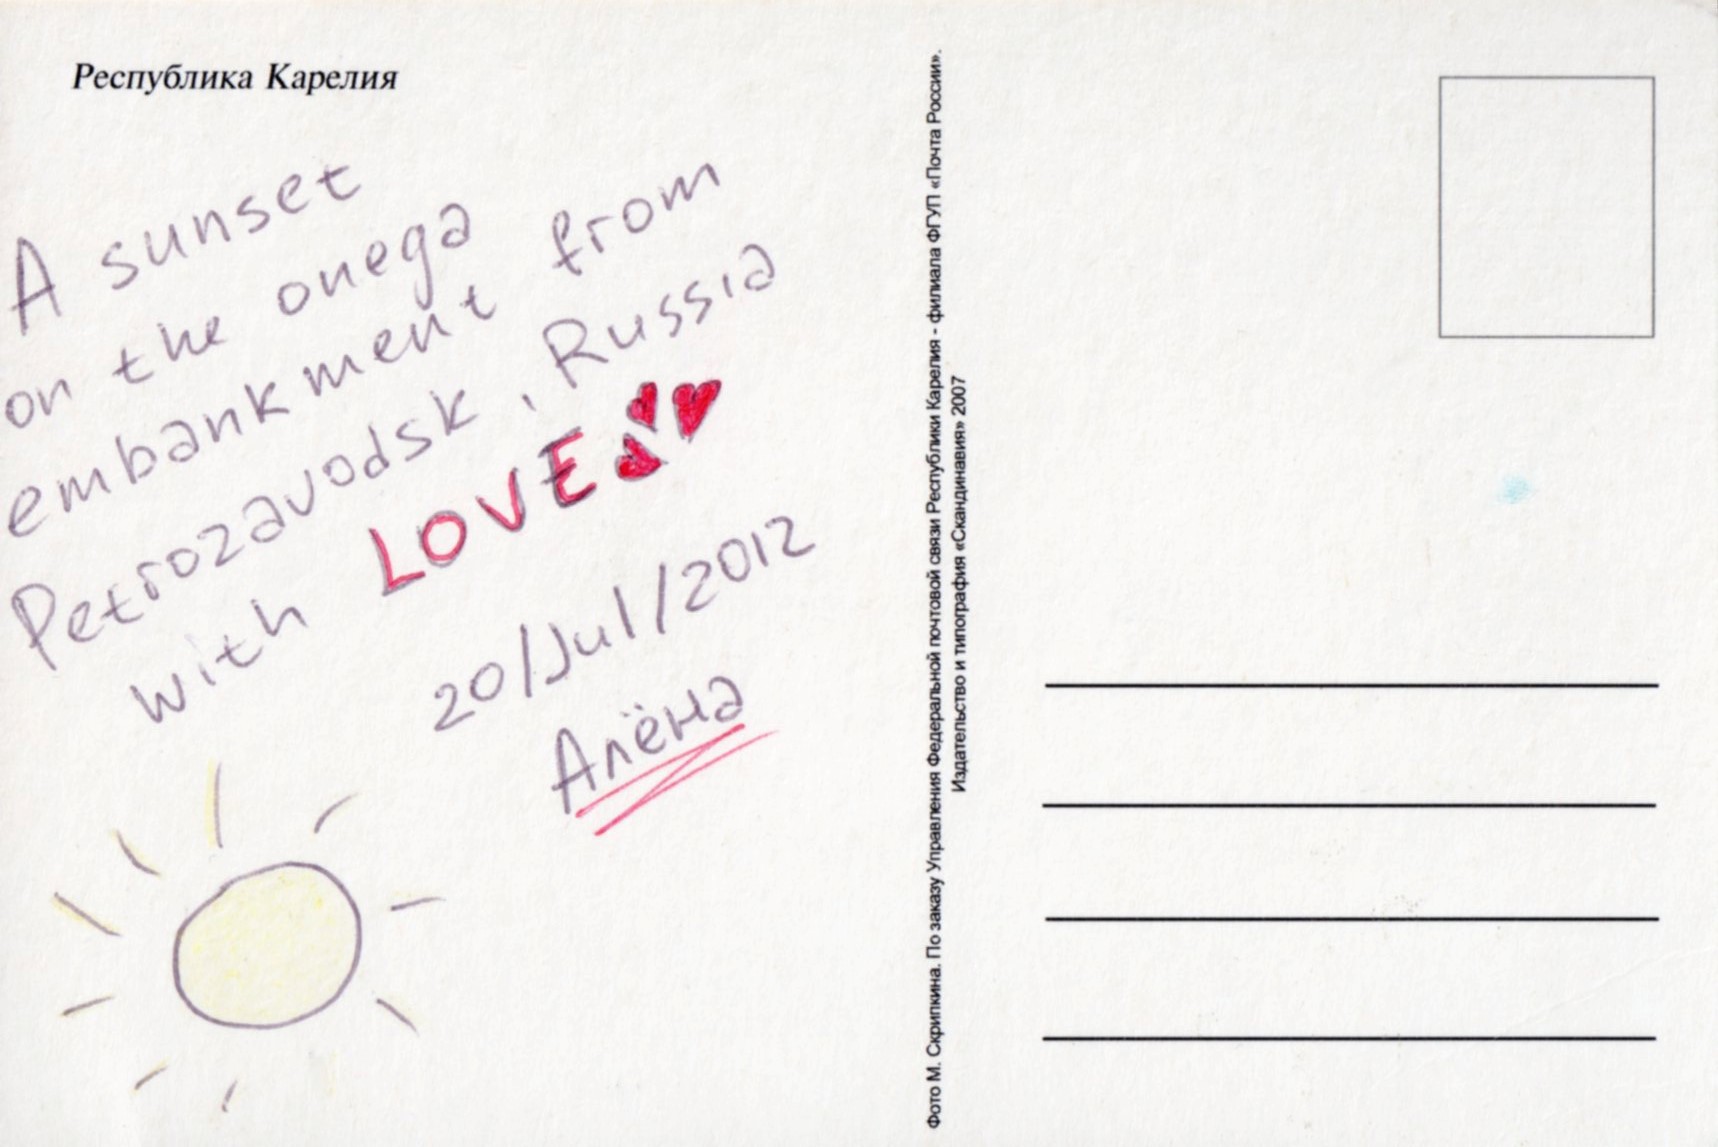 Республика Карелия
A sunset
on the onega
embankment from
Petrozavodsk, Russia
with LOVE
20/Jul/2012
Алёна
Фото М. Скрипкина. По заказу Управления Федеральной почтовой связи Республики Карелия - филиала ФГУП «Почта России».
Издательство и типография «Скандинавия» 2007